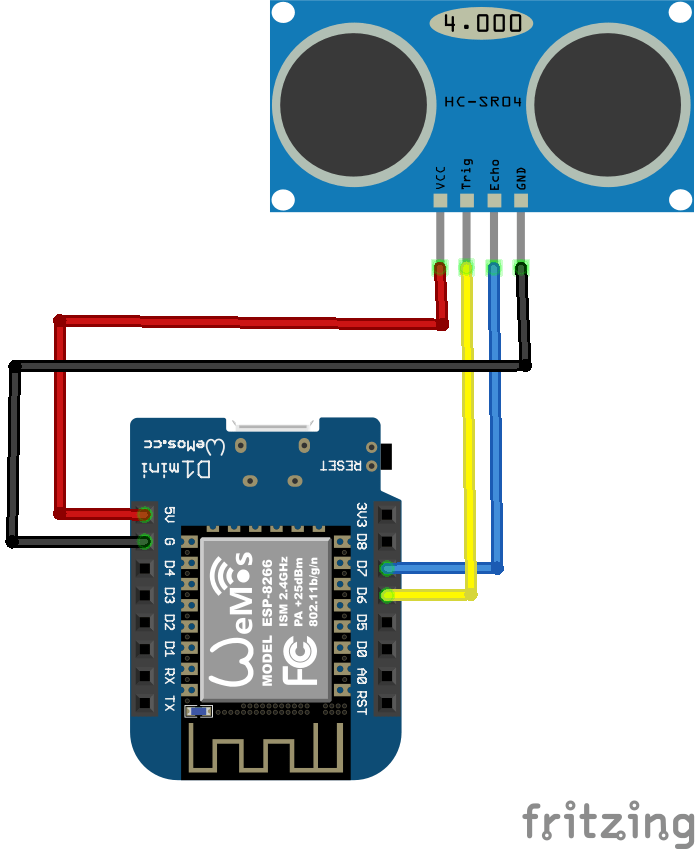 4.000
HC-SR04
VCC
Trig
Echo
GND
WeMos.cc
D1mini
RESET
5V
G
D4
D3
D2
D1
RX
TX
3V3
D8
D7
D6
D5
D0
A0
RST
WeMos
MODEL ESP-8266
ISM 2.4GHz
PA +25dBm
802.11b/g/n
FC
fritzing